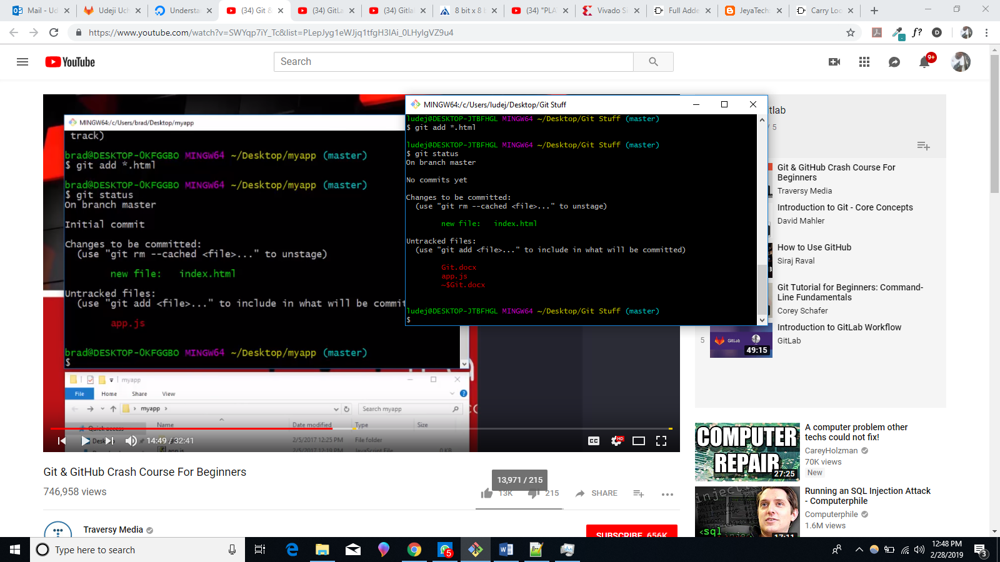 Mail - Ud
Udeji Uch
Understa
(34) Git &
(34) GitLa
(34) Gitla
8 bit x 8 b
(34) "PLA
Vivado Si
Full Adde
JeyaTech
Carry Loo
https://www.youtube.com/watch?v=SWYqp7iY_Tc&list=PLepJyg1eWJjq1tfgH3IAi_0LHyIgVZ9u4
f?
D
YouTube
Search
9+
MINGW64:/c/Users/brad/Desktop/myapp
track)
brad@DESKTOP-0KFGGBO MINGW64 ~/Desktop/myapp (master)
$ git add *.html
brad@DESKTOP-0KFGGBO MINGW64 ~/Desktop/myapp (master)
$ git status
On branch master
Initial commit
Changes to be committed:
(use "git rm --cached <file>..." to unstage)
new file: index.html
Untracked files:
(use "git add <file>..." to include in what will be commit
app.js
brad@DESKTOP-0KFGGBO MINGW64 ~/Desktop/myapp (master)
$
MINGW64:/c/Users/ludej/Desktop/Git Stuff
ludej@DESKTOP-JTBFHGL MINGW64 ~/Desktop/Git Stuff (master)
$ git add *.html
ludej@DESKTOP-JTBFHGL MINGW64 ~/Desktop/Git Stuff (master)
$ git status
On branch master
No commits yet
Changes to be committed:
(use "git rm --cached <file>..." to unstage)
new file: index.html
Untracked files:
(use "git add <file>..." to include in what will be committed)
Git.docx
app.js
~$Git.docx
ludej@DESKTOP-JTBFHGL MINGW64 ~/Desktop/Git Stuff (master)
$
myapp
File Home Share View
myapp
Search myapp
Quick access
Name Date modified Type Size
Deskto
2/5/2017 12:25 PM File folder
app.js 2/5/2017 12:19 PM JavaScript File 0 KB
14:49 / 32:41
CC
HD
Git & GitHub Crash Course For Beginners
746,958 views
13,971 / 215
13K
215
SHARE
Traversy Media
SUBSCRIBE 656K
tlab
/ 5
Git & GitHub Crash Course For
Beginners
Traversy Media
Introduction to Git - Core Concepts
David Mahler
How to Use GitHub
Siraj Raval
Git Tutorial for Beginners: Command-
Line Fundamentals
Corey Schafer
5
GitLab
49:15
Introduction to GitLab Workflow
GitLab
COMPUTER
REPAIR
27:25
A computer problem other
techs could not fix!
CareyHolzman
70K views
New
<sql
17:11
Running an SQL Injection Attack
- Computerphile
Computerphile
1.6M views
Type here to search
5
12:48 PM
2/28/2019
3